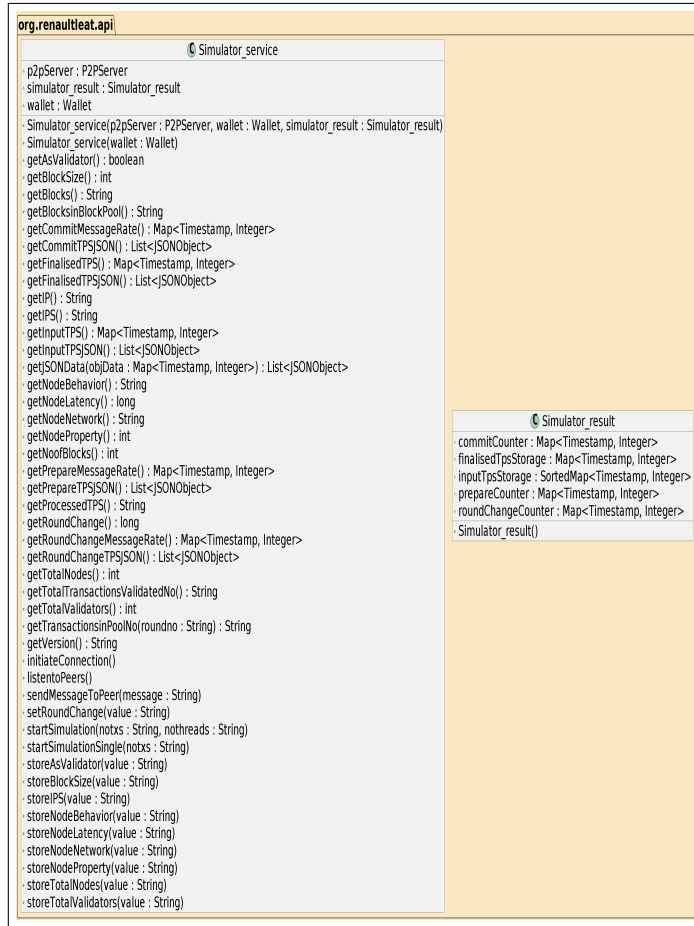 org.renaultleat.api
C Simulator_service
p2pServer : P2PServer
simulator_result : Simulator_result
wallet : Wallet
Simulator_service(p2pServer : P2PServer, wallet : Wallet, simulator_result : Simulator_result)
Simulator_service(wallet : Wallet)
getAsValidator() : boolean
getBlockSize() : int
getBlocks() : String
getBlocksinBlockPool() : String
getCommitMessageRate() : Map<Timestamp, Integer>
getCommitTPSJSON() : List<JSONObject>
getFinalisedTPS() : Map<Timestamp, Integer>
getFinalisedTPSJSON() : List<JSONObject>
getIP() : String
getIPS() : String
getInputTPS() : Map<Timestamp, Integer>
getInputTPSJSON() : List<JSONObject>
getJSONData(objData : Map<Timestamp, Integer>) : List<JSONObject>
getNodeBehavior() : String
getNodeLatency() : long
getNodeNetwork() : String
getNodeProperty() : int
getNoofBlocks() : int
getPrepareMessageRate() : Map<Timestamp, Integer>
getPrepareTPSJSON() : List<JSONObject>
getProcessedTPS() : String
getRoundChange() : long
getRoundChangeMessageRate() : Map<Timestamp, Integer>
getRoundChangeTPSJSON() : List<JSONObject>
getTotalNodes() : int
getTotalTransactionsValidatedNo() : String
getTotalValidators() : int
getTransactionsinPoolNo(roundno : String) : String
getVersion() : String
initiateConnection()
listentoPeers()
sendMessageToPeer(message : String)
setRoundChange(value : String)
startSimulation(notxs : String, nothreads : String)
startSimulationSingle(notxs : String)
storeAsValidator(value : String)
storeBlockSize(value : String)
storeIPS(value : String)
storeNodeBehavior(value : String)
storeNodeLatency(value : String)
storeNodeNetwork(value : String)
storeNodeProperty(value : String)
storeTotalNodes(value : String)
storeTotalValidators(value : String)
C Simulator_result
commitCounter : Map<Timestamp, Integer>
finalisedTpsStorage : Map<Timestamp, Integer>
inputTpsStorage : SortedMap<Timestamp, Integer>
prepareCounter : Map<Timestamp, Integer>
roundChangeCounter : Map<Timestamp, Integer>
Simulator_result()